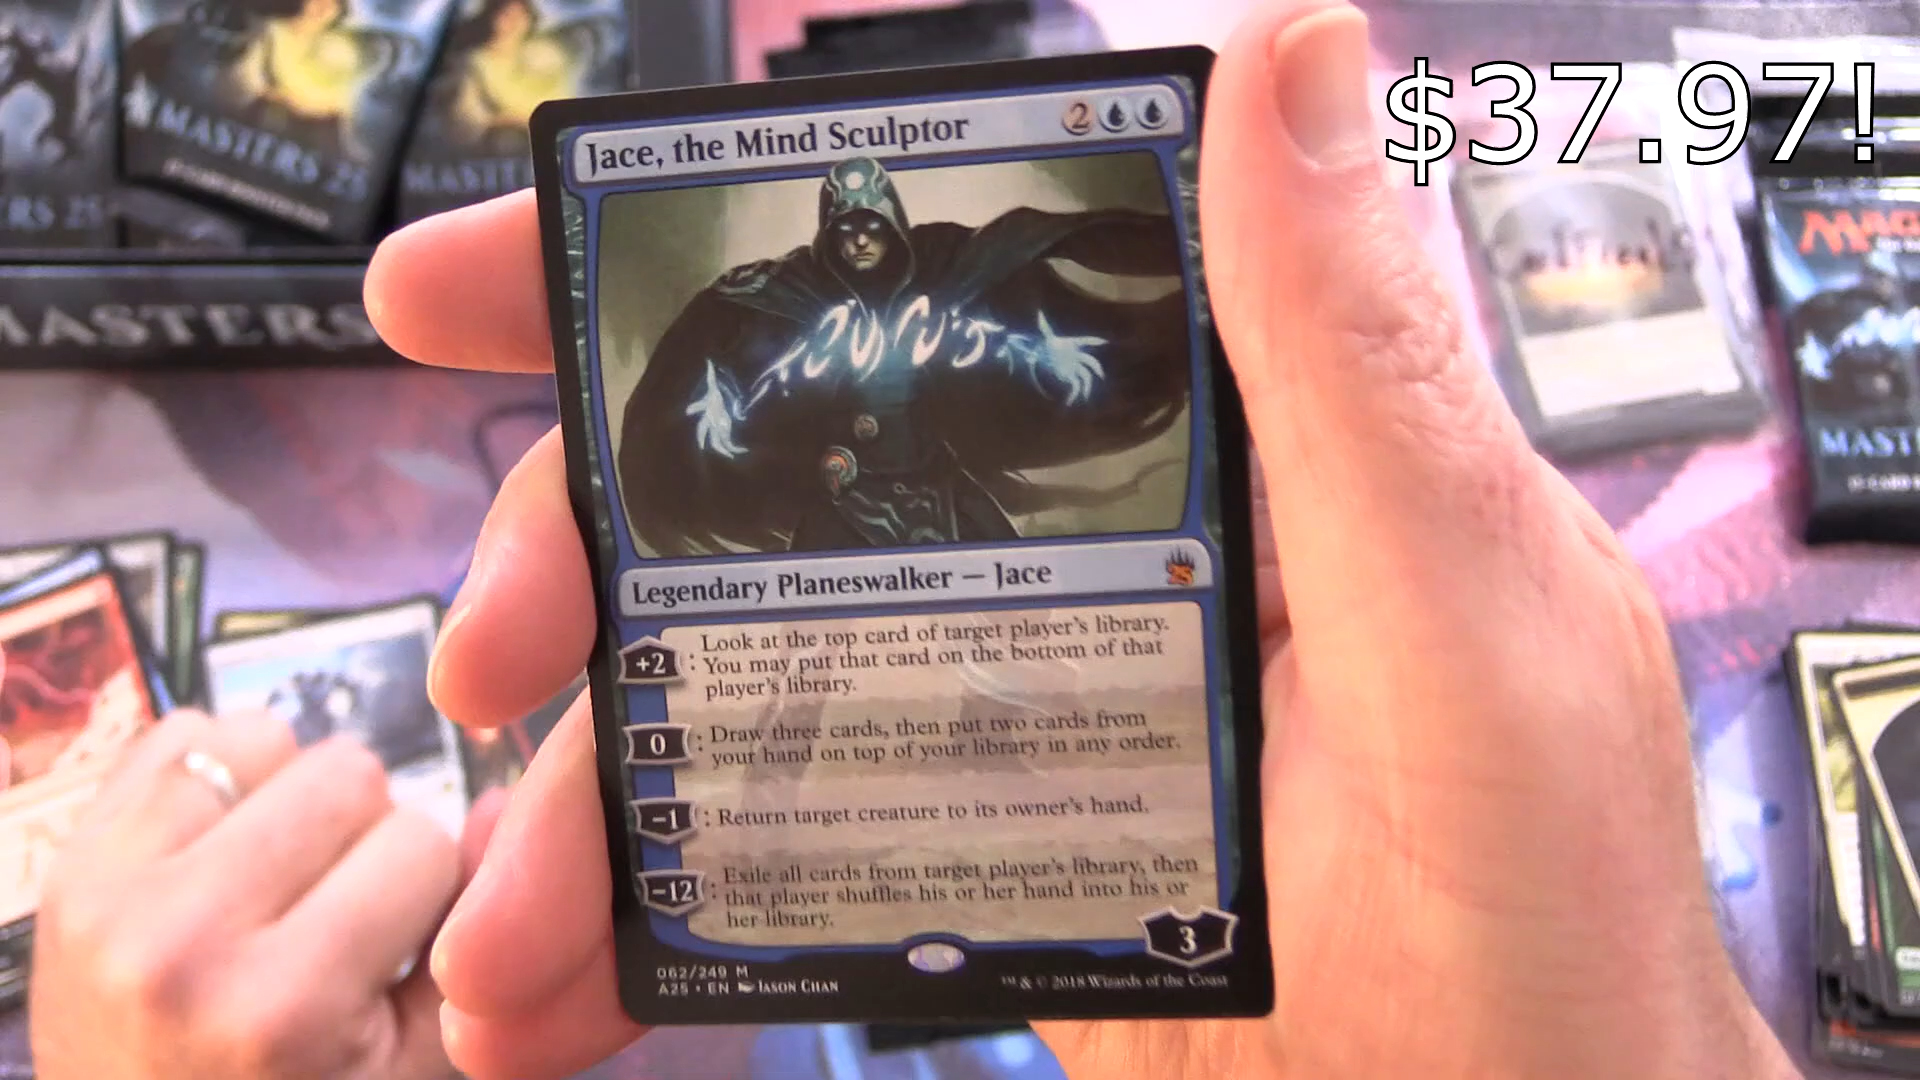 $37.97!
MASTERS 25
MASTERS
RS 25
MASTERS
Jace, the Mind Sculptor
2
Legendary Planeswalker — Jace
+2 : Look at the top card of target player's library.
You may put that card on the bottom of that
player's library.
0 : Draw three cards, then put two cards from
your hand on top of your library in any order.
−1 : Return target creature to its owner's hand.
−12 : Exile all cards from target player's library, then
that player shuffles his or her hand into his or
her library.
3
062/249 M
A25 • EN JASON CHAN
™ & © 2018 Wizards of the Coast